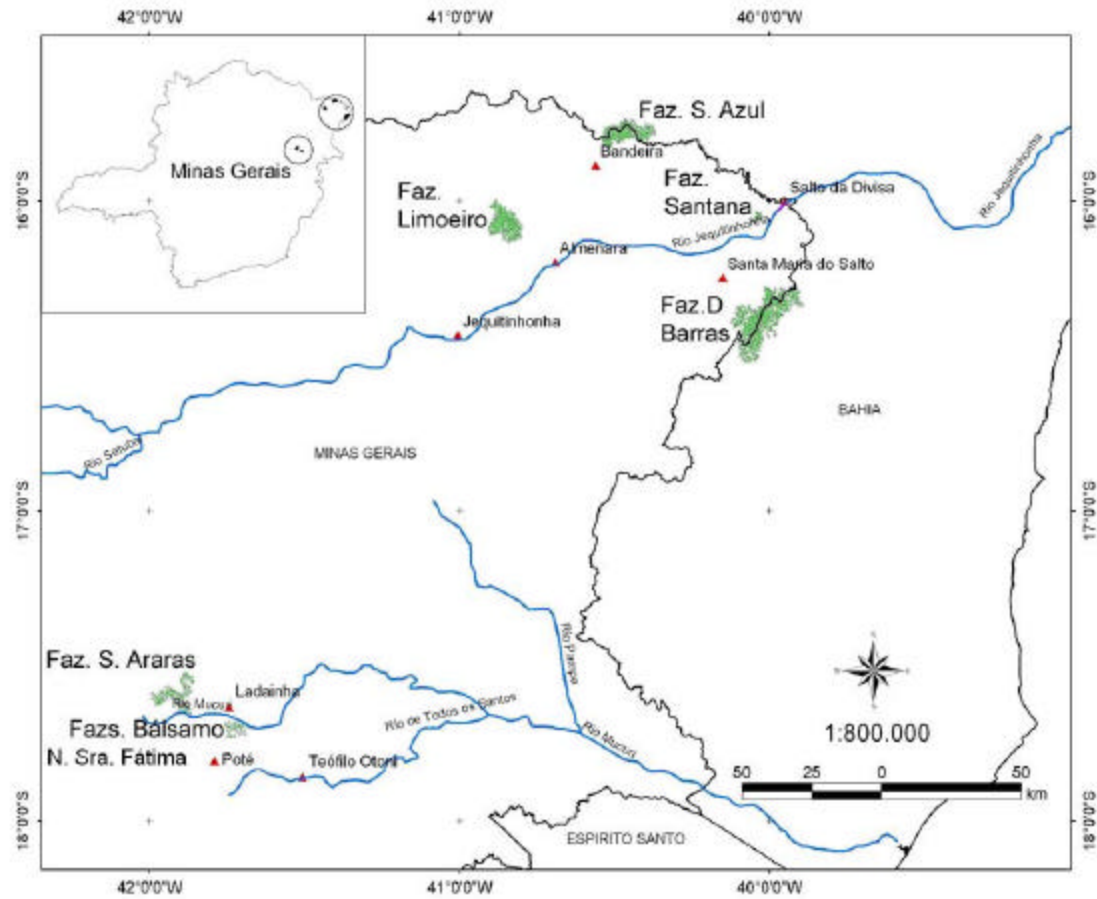 42°0'0"W
41°0'0"W
40°0'0"W
Minas Gerais
Faz. S. Azul
Bandeira
Faz.
Limoeiro
Faz.
Santana
Salto da Divisa
Rio Jequitinhonha
16°0'0"S
16°0'0"S
Rio Jequitinhonha
Almenara
Santa Maria do Salto
Faz.D
Barras
Jequitinhonha
BAHIA
Rio Setubal
MINAS GERAIS
17°0'0"S
17°0'0"S
Rio Pampa
Faz. S. Araras
Ladainha
Rio Mucuri
Rio de Todos os Santos
Fazs. Bálsamo
N. Sra. Fátima
Poté
Teófilo Otoni
Rio Mucuri
1:800.000
50
25
0
50
km
18°0'0"S
18°0'0"S
ESPIRITO SANTO
42°0'0"W
41°0'0"W
40°0'0"W